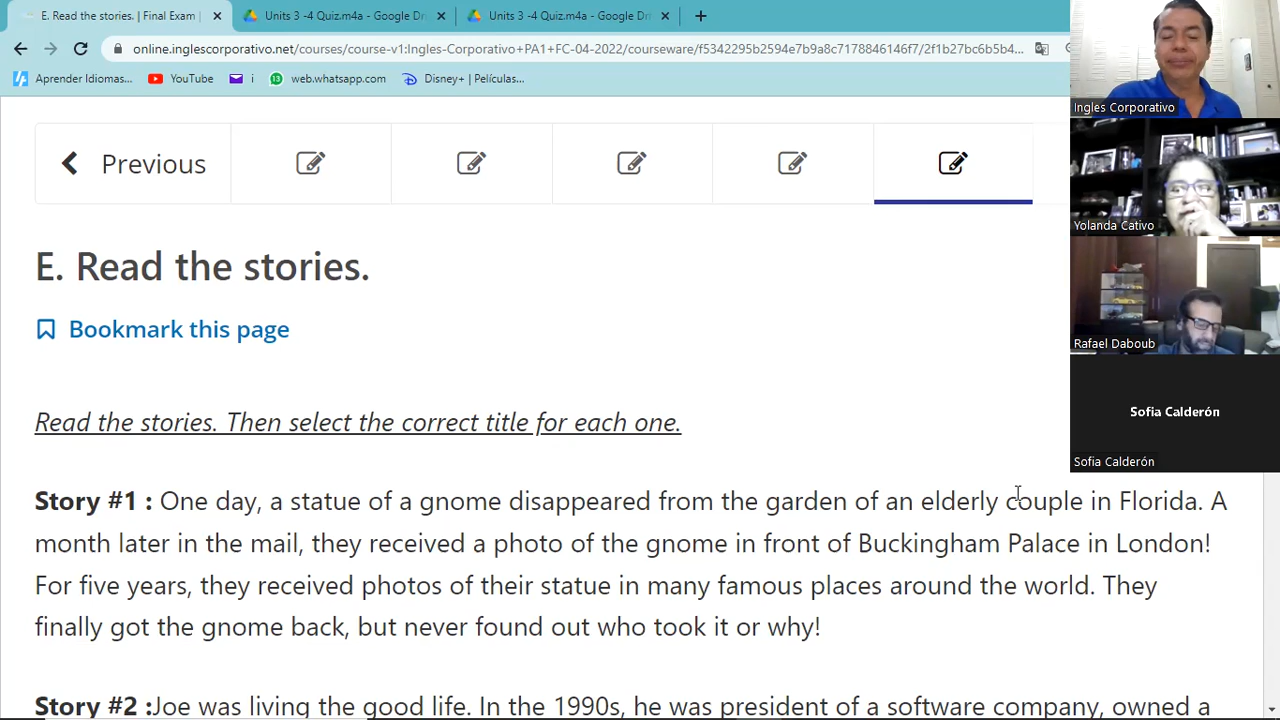 E. Read the stories. | Final Exam |
Units 3 -4 Quiz.m4a - Google Dr
Units 3 -4 Quiz.m4a - Google Dr
online.inglescorporativo.net/courses/course-v1:Ingles-Corporativo+PA1+FC-04-2022/courseware/f5342295b2594e7b9a8c7178846146f7/2f1b27bc6b5b4...
Aprender Idiomas...
YouTube
i
web.whatsapp.com
Disney+ | Películas...
Ingles Corporativo
Yolanda Cativo
Rafael Daboub
Sofia Calderón
Sofia Calderón
Previous
E. Read the stories.
Bookmark this page
Read the stories. Then select the correct title for each one.
Story #1 : One day, a statue of a gnome disappeared from the garden of an elderly couple in Florida. A
month later in the mail, they received a photo of the gnome in front of Buckingham Palace in London!
For five years, they received photos of their statue in many famous places around the world. They
finally got the gnome back, but never found out who took it or why!
Story #2 :Joe was living the good life. In the 1990s, he was president of a software company, owned a